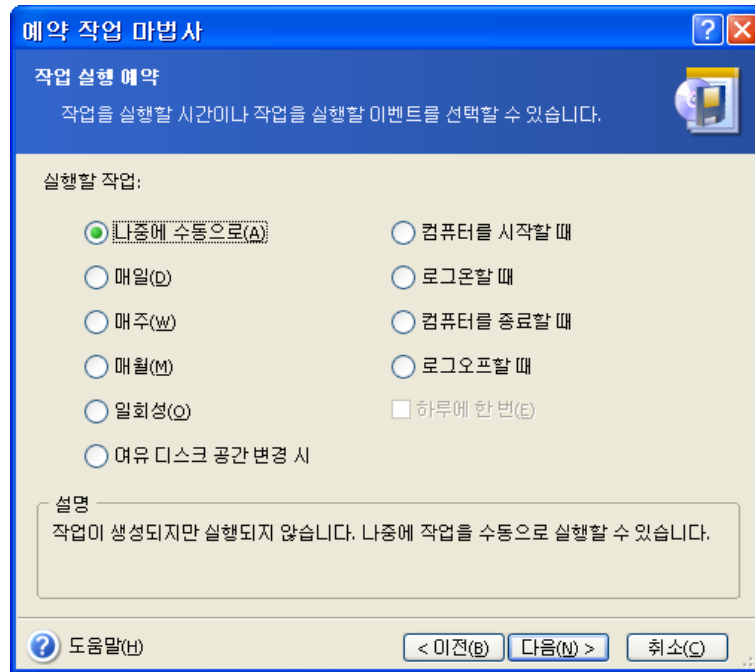 예약 작업 마법사
작업 실행 예약
작업을 실행할 시간이나 작업을 실행할 이벤트를 선택할 수 있습니다.
실행할 작업:
나중에 수동으로(A)
매일(D)
매주(W)
매월(M)
일회성(O)
여유 디스크 공간 변경 시
컴퓨터를 시작할 때
로그온할 때
컴퓨터를 종료할 때
로그오프할 때
하루에 한 번(E)
설명
작업이 생성되지만 실행되지 않습니다. 나중에 작업을 수동으로 실행할 수 있습니다.
도움말(H)
< 이전(B)
다음(N) >
취소(C)